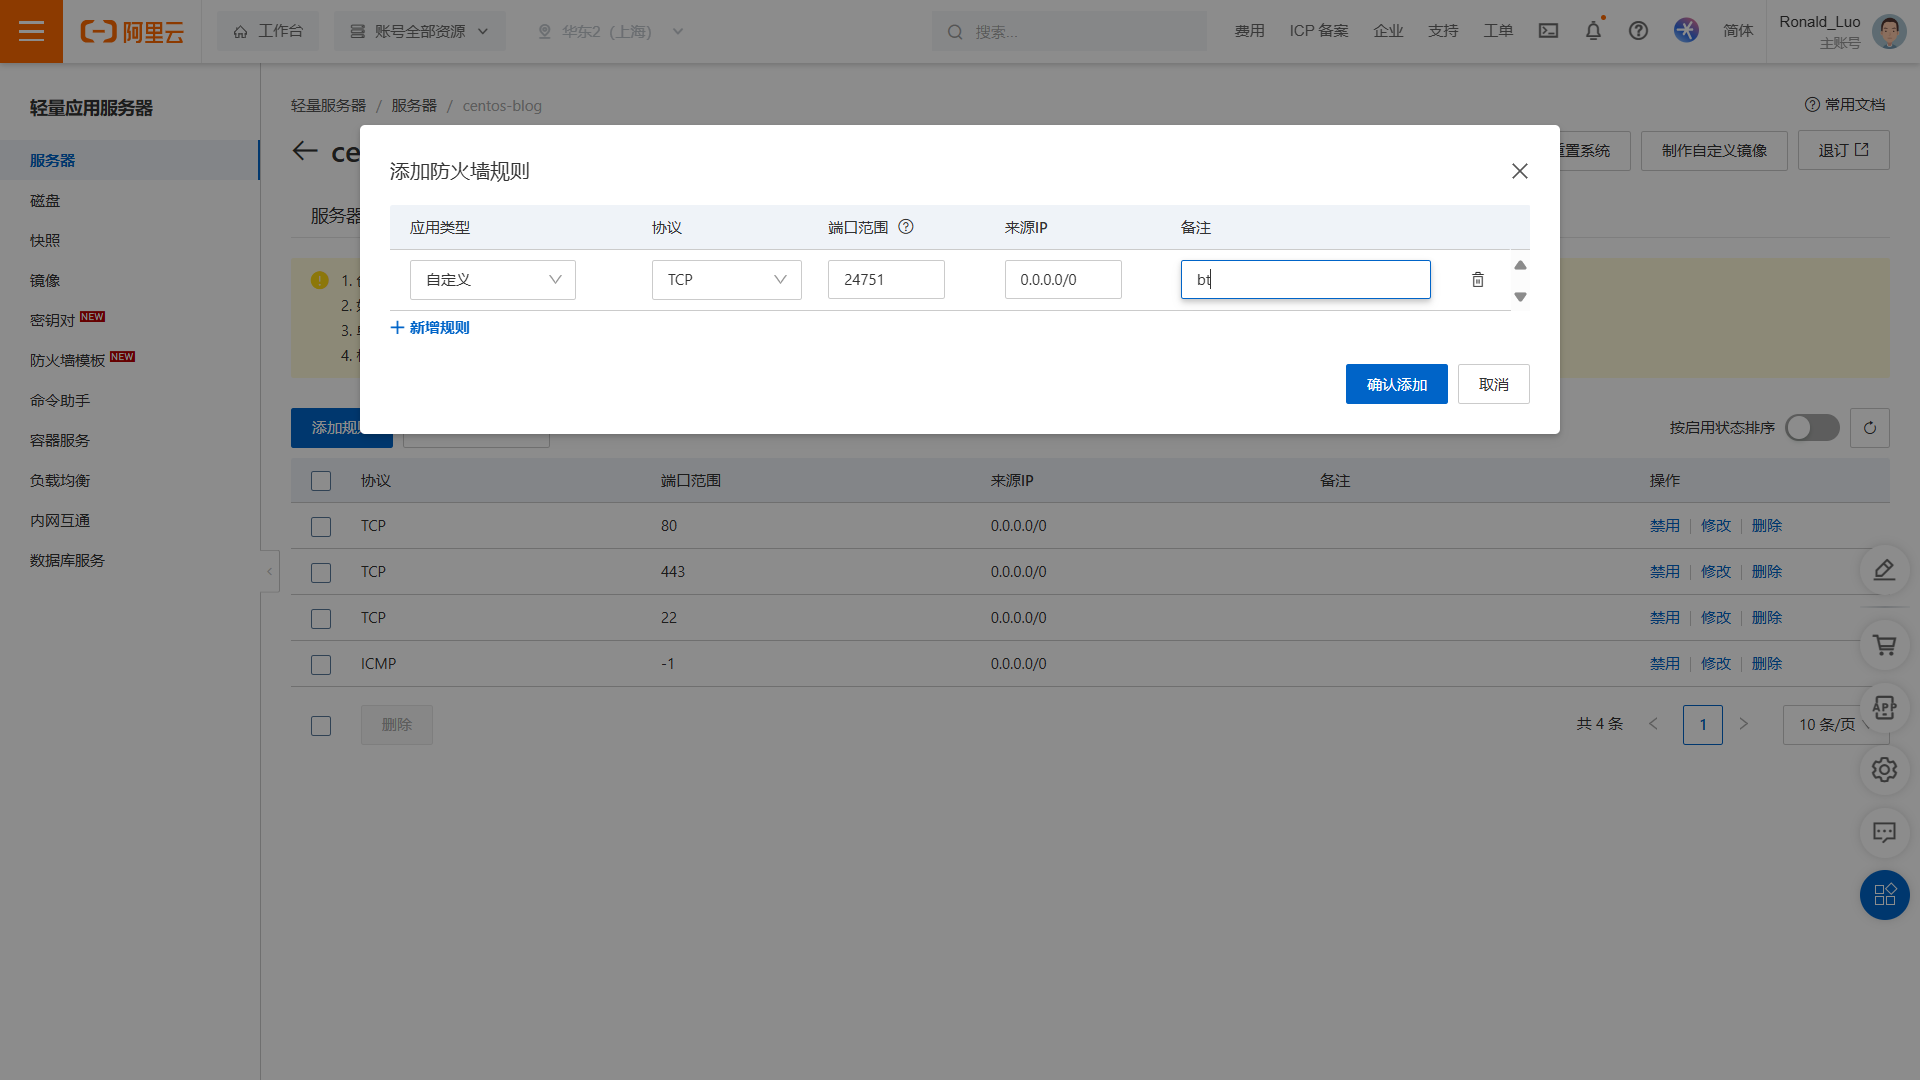 阿里云
工作台
账号全部资源
华东2（上海）
搜索...
费用
ICP 备案
企业
支持
工单
简体
Ronald_Luo
主账号
轻量应用服务器
服务器
磁盘
快照
镜像
密钥对 NEW
防火墙模板 NEW
命令助手
容器服务
负载均衡
内网互通
数据库服务
轻量服务器 / 服务器 / centos-blog
常用文档
ce
置系统
制作自定义镜像
退订
服务器
1.
2.
3.
4.
添加防火墙规则
应用类型 协议 端口范围 来源IP 备注
自定义 TCP 24751 0.0.0.0/0 bt
新增规则
确认添加 取消
添加规
按启用状态排序
协议 端口范围 来源IP 备注 操作
TCP 80 0.0.0.0/0 禁用 修改 删除
TCP 443 0.0.0.0/0 禁用 修改 删除
TCP 22 0.0.0.0/0 禁用 修改 删除
ICMP -1 0.0.0.0/0 禁用 修改 删除
删除
共 4 条 1 10 条/页
APP